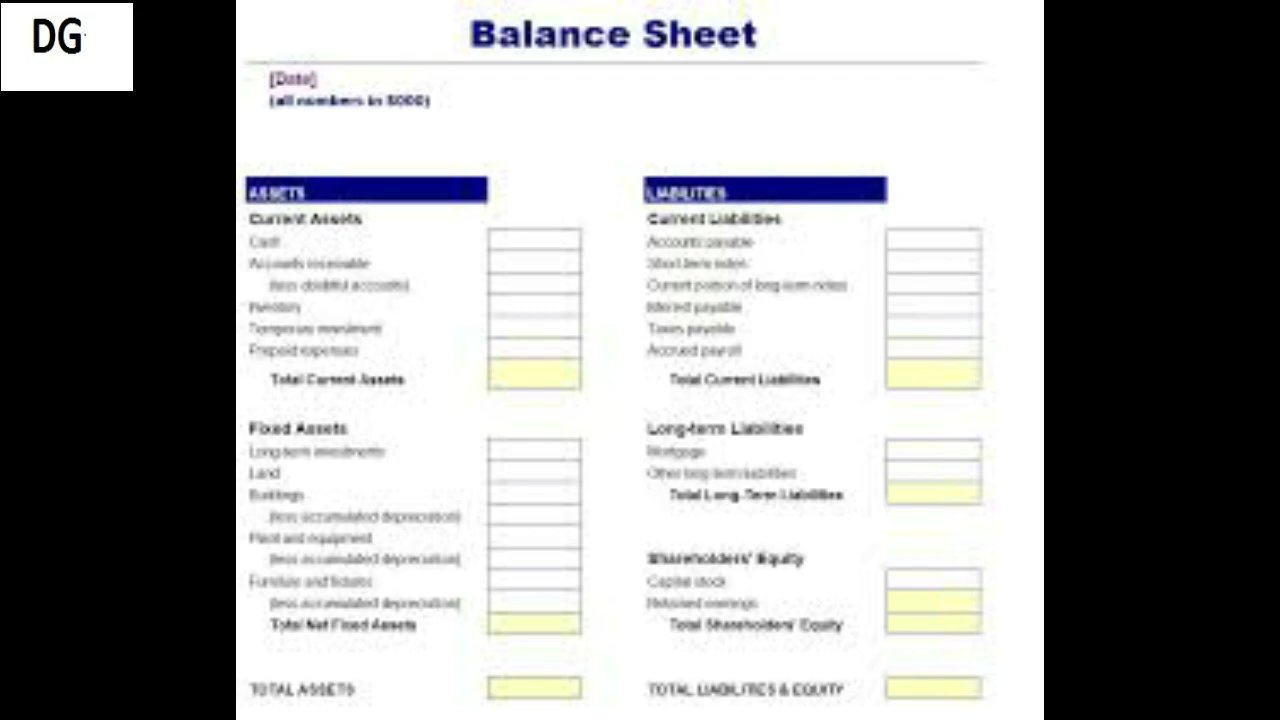 DG
Balance Sheet
[Date]
(all numbers in $000)
ASSETS
Current Assets
Cash
Accounts receivable
(less doubtful accounts)
Inventory
Temporary investment
Prepaid expenses
Total Current Assets
Fixed Assets
Long-term investments
Land
Buildings
(less accumulated depreciation)
Plant and equipment
(less accumulated depreciation)
Furniture and fixtures
(less accumulated depreciation)
Total Net Fixed Assets
TOTAL ASSETS
LIABILITIES
Current Liabilities
Accounts payable
Short-term notes
Current portion of long-term notes
Interest payable
Taxes payable
Accrued payroll
Total Current Liabilities
Long-term Liabilities
Mortgage
Other long-term liabilities
Total Long-Term Liabilities
Shareholders' Equity
Capital stock
Retained earnings
Total Shareholders' Equity
TOTAL LIABILITIES & EQUITY